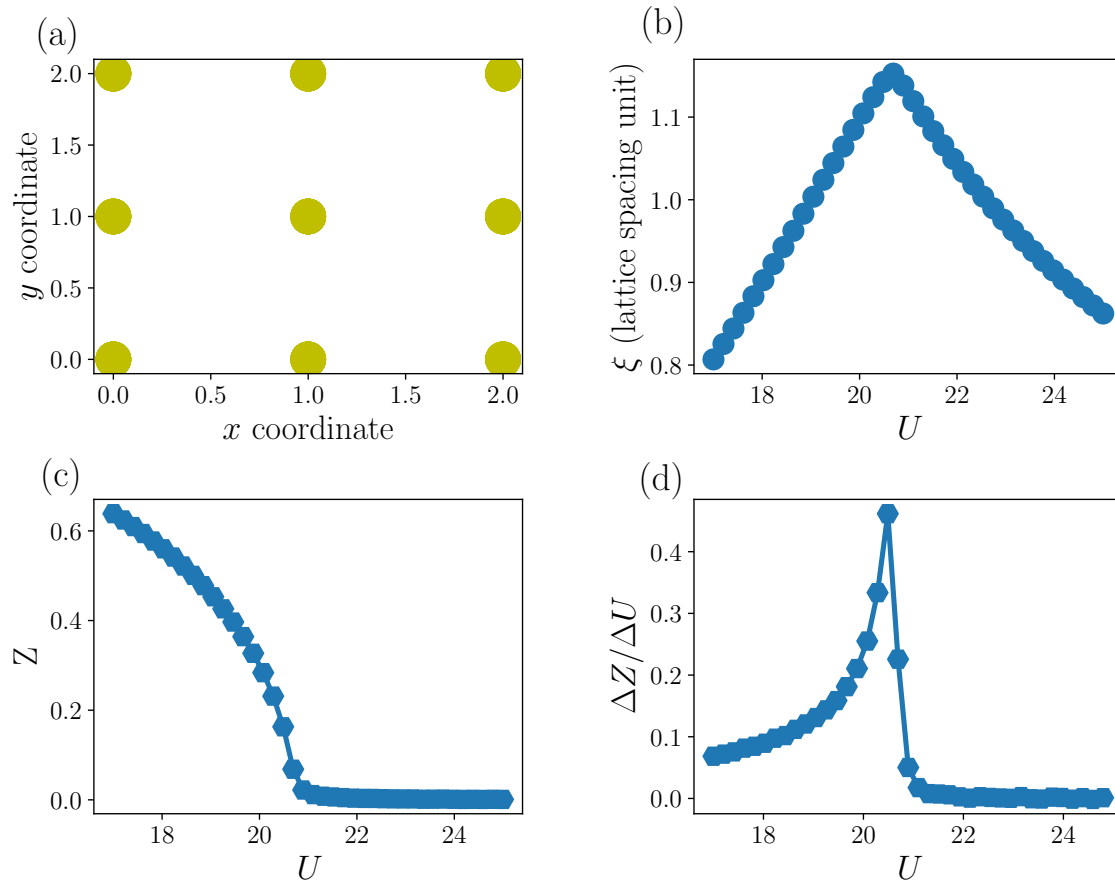 (a)
2.0
1.5
1.0
0.5
0.0
y coordinate
0.0 0.5 1.0 1.5 2.0
x coordinate
(b)
1.1
1.0
0.9
0.8
ξ (lattice spacing unit)
18 20 22 24
U
(c)
0.6
0.4
0.2
0.0
Z
18 20 22 24
U
(d)
0.4
0.3
0.2
0.1
0.0
ΔZ/ΔU
18 20 22 24
U